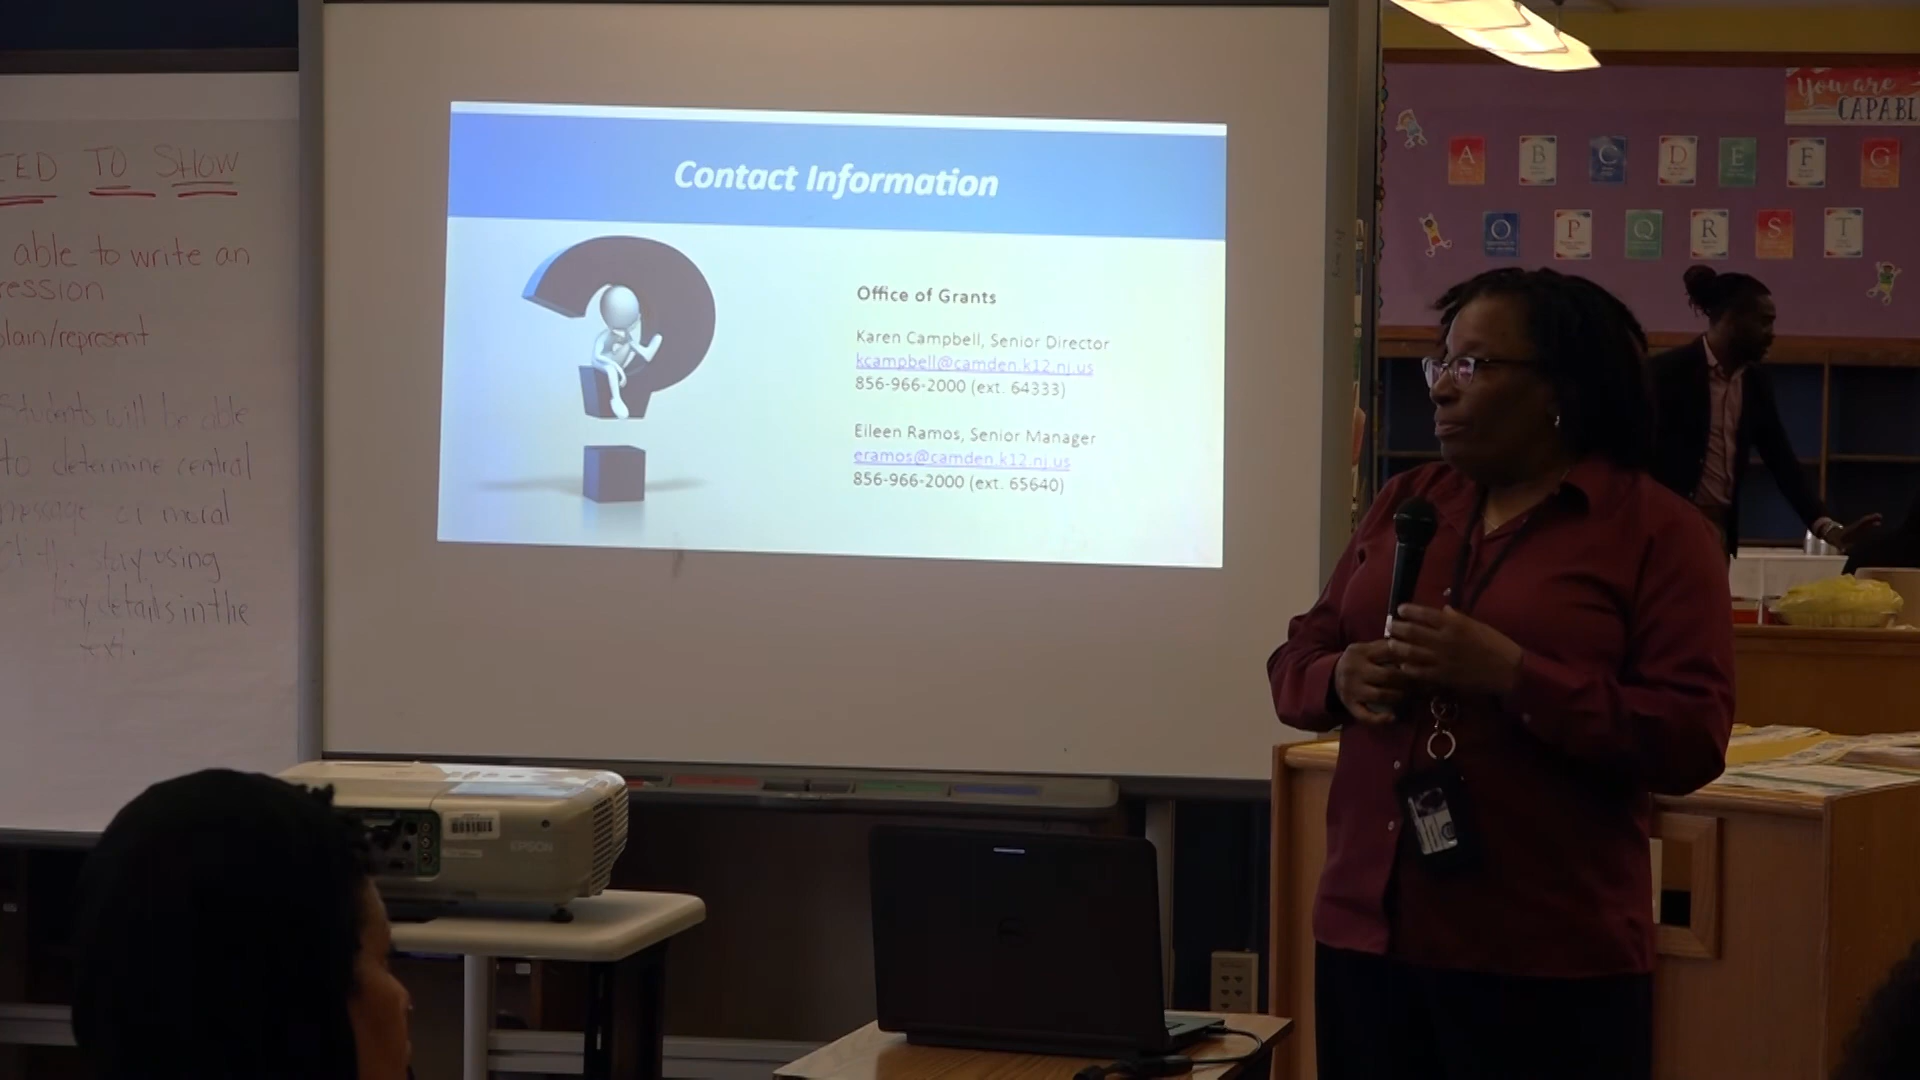 TO SHOW
able to write an
plain/represent
Students will be able
to determine central
message or moral
story using
key details in the
text.
Contact Information
Office of Grants
Karen Campbell, Senior Director
kcampbell@camden.k12.nj.us
856-966-2000 (ext. 64333)
Eileen Ramos, Senior Manager
eramos@camden.k12.nj.us
856-966-2000 (ext. 65640)
You are
CAPABL
A B C D E F G
O P Q R S T
EPSON